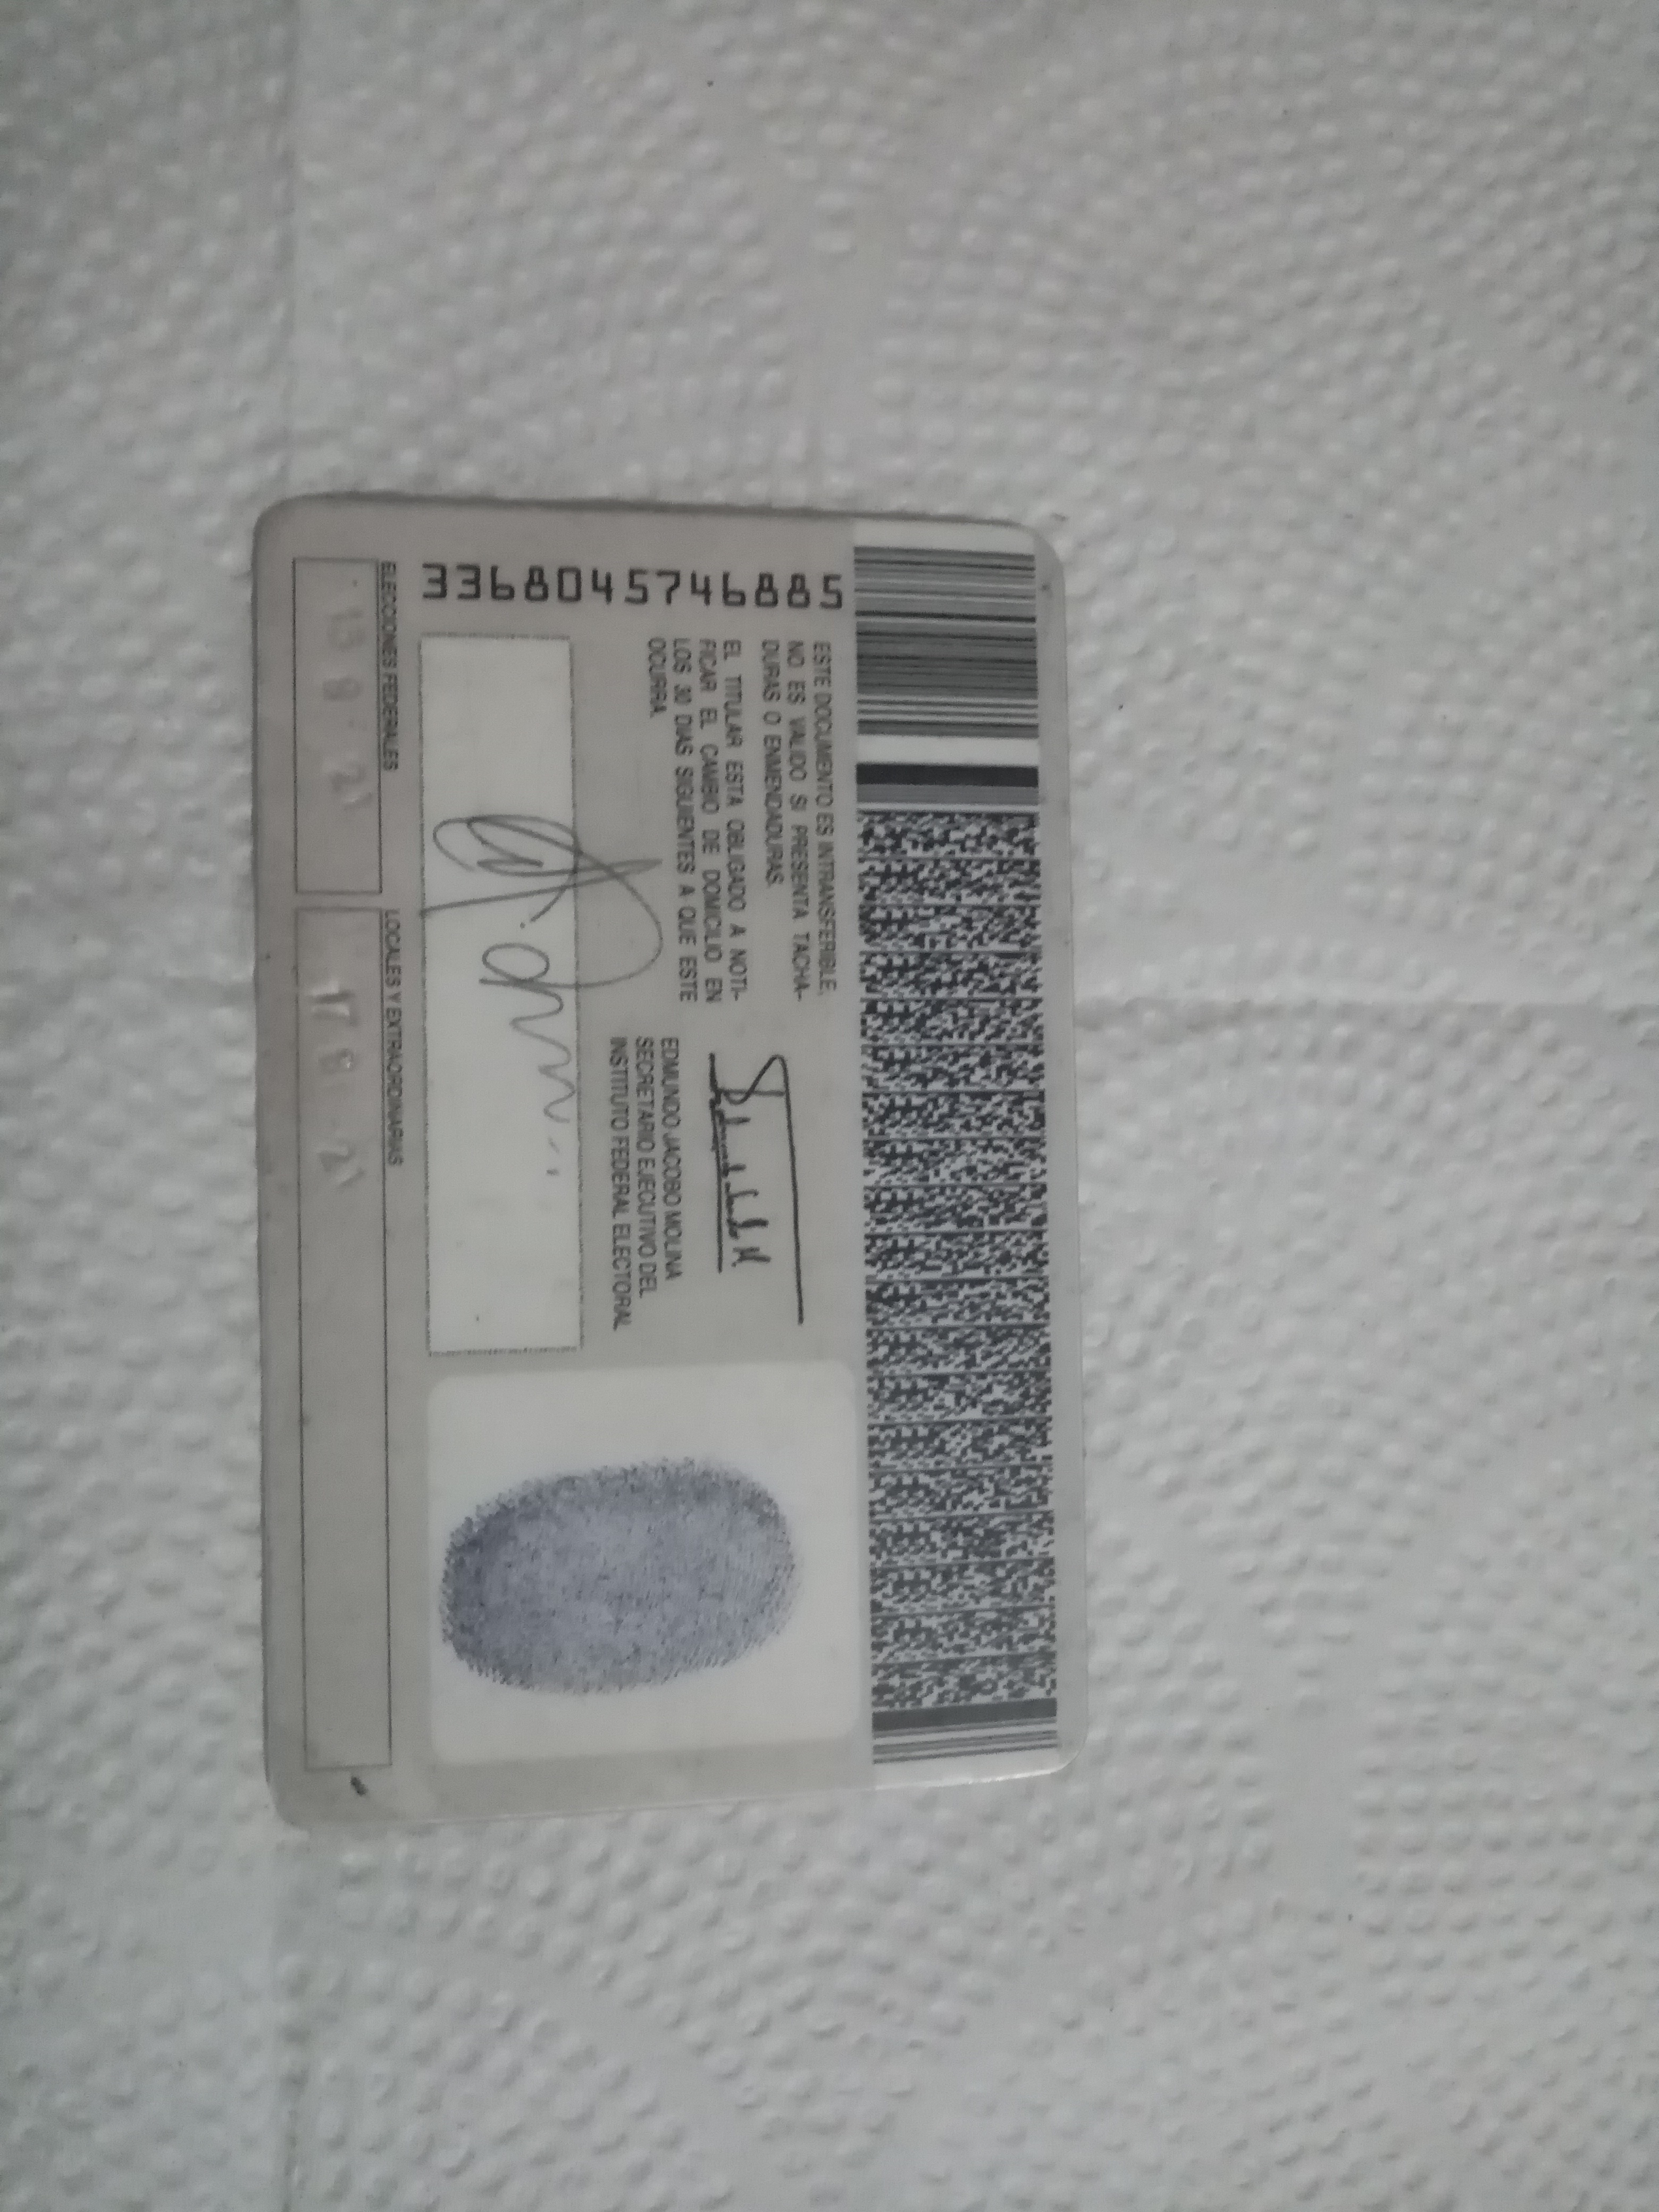 3368045746885
ESTE DOCUMENTO ES INTRANSFERIBLE.
NO ES VALIDO SI PRESENTA TACHA-
DURAS O ENMENDADURAS.
EL TITULAR ESTA OBLIGADO A NOTI-
FICAR EL CAMBIO DE DOMICILIO EN
LOS 30 DIAS SIGUIENTES A QUE ESTE
OCURRA.
EDMUNDO JACOBO MOLINA
SECRETARIO EJECUTIVO DEL
INSTITUTO FEDERAL ELECTORAL
ELECCIONES FEDERALES
LOCALES Y EXTRAORDINARIAS